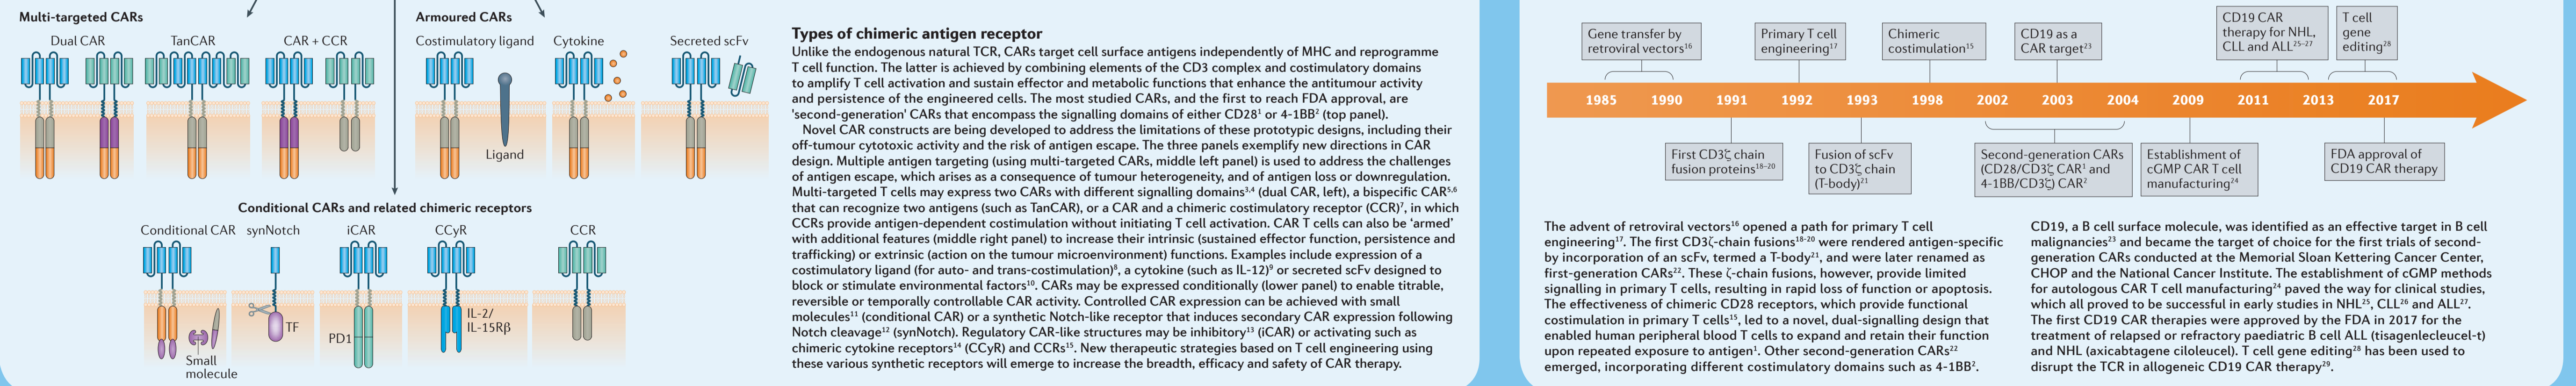 Multi-targeted CARs
Dual CAR
TanCAR
CAR + CCR
Armoured CARs
Costimulatory ligand
Cytokine
Secreted scFv
Ligand
Conditional CARs and related chimeric receptors
Conditional CAR
synNotch
iCAR
CCyR
CCR
Small
molecule
TF
PD1
IL-2/
IL-15Rβ
Types of chimeric antigen receptor
Unlike the endogenous natural TCR, CARs target cell surface antigens independently of MHC and reprogramme
T cell function. The latter is achieved by combining elements of the CD3 complex and costimulatory domains
to amplify T cell activation and sustain effector and metabolic functions that enhance the antitumour activity
and persistence of the engineered cells. The most studied CARs, and the first to reach FDA approval, are
'second-generation' CARs that encompass the signalling domains of either CD28¹ or 4-1BB² (top panel).
Novel CAR constructs are being developed to address the limitations of these prototypic designs, including their
off-tumour cytotoxic activity and the risk of antigen escape. The three panels exemplify new directions in CAR
design. Multiple antigen targeting (using multi-targeted CARs, middle left panel) is used to address the challenges
of antigen escape, which arises as a consequence of tumour heterogeneity, and of antigen loss or downregulation.
Multi-targeted T cells may express two CARs with different signalling domains³,⁴ (dual CAR, left), a bispecific CAR⁵,⁶
that can recognize two antigens (such as TanCAR), or a CAR and a chimeric costimulatory receptor (CCR)⁷, in which
CCRs provide antigen-dependent costimulation without initiating T cell activation. CAR T cells can also be ‘armed’
with additional features (middle right panel) to increase their intrinsic (sustained effector function, persistence and
trafficking) or extrinsic (action on the tumour microenvironment) functions. Examples include expression of a
costimulatory ligand (for auto- and trans-costimulation)⁸, a cytokine (such as IL-12)⁹ or secreted scFv designed to
block or stimulate environmental factors¹⁰. CARs may be expressed conditionally (lower panel) to enable titrable,
reversible or temporally controllable CAR activity. Controlled CAR expression can be achieved with small
molecules¹¹ (conditional CAR) or a synthetic Notch-like receptor that induces secondary CAR expression following
Notch cleavage¹² (synNotch). Regulatory CAR-like structures may be inhibitory¹³ (iCAR) or activating such as
chimeric cytokine receptors¹⁴ (CCyR) and CCRs¹⁵. New therapeutic strategies based on T cell engineering using
these various synthetic receptors will emerge to increase the breadth, efficacy and safety of CAR therapy.
Gene transfer by
retroviral vectors¹⁶
Primary T cell
engineering¹⁷
Chimeric
costimulation¹⁵
CD19 as a
CAR target²³
CD19 CAR
therapy for NHL,
CLL and ALL²⁵⁻²⁷
T cell
gene
editing²⁸
1985 1990 1991 1992 1993 1998 2002 2003 2004 2009 2011 2013 2017
First CD3ζ chain
fusion proteins¹⁸⁻²⁰
Fusion of scFv
to CD3ζ chain
(T-body)²¹
Second-generation CARs
(CD28/CD3ζ CAR¹ and
4-1BB/CD3ζ) CAR²
Establishment of
cGMP CAR T cell
manufacturing²⁴
FDA approval of
CD19 CAR therapy
The advent of retroviral vectors¹⁶ opened a path for primary T cell
engineering¹⁷. The first CD3ζ-chain fusions¹⁸⁻²⁰ were rendered antigen-specific
by incorporation of an scFv, termed a T-body²¹, and were later renamed as
first-generation CARs²². These ζ-chain fusions, however, provide limited
signalling in primary T cells, resulting in rapid loss of function or apoptosis.
The effectiveness of chimeric CD28 receptors, which provide functional
costimulation in primary T cells¹⁵, led to a novel, dual-signalling design that
enabled human peripheral blood T cells to expand and retain their function
upon repeated exposure to antigen¹. Other second-generation CARs²²
emerged, incorporating different costimulatory domains such as 4-1BB².
CD19, a B cell surface molecule, was identified as an effective target in B cell
malignancies²³ and became the target of choice for the first trials of second-
generation CARs conducted at the Memorial Sloan Kettering Cancer Center,
CHOP and the National Cancer Institute. The establishment of cGMP methods
for autologous CAR T cell manufacturing²⁴ paved the way for clinical studies,
which all proved to be successful in early studies in NHL²⁵, CLL²⁶ and ALL²⁷.
The first CD19 CAR therapies were approved by the FDA in 2017 for the
treatment of relapsed or refractory paediatric B cell ALL (tisagenlecleucel-t)
and NHL (axicabtagene ciloleucel). T cell gene editing²⁸ has been used to
disrupt the TCR in allogeneic CD19 CAR therapy²⁹.